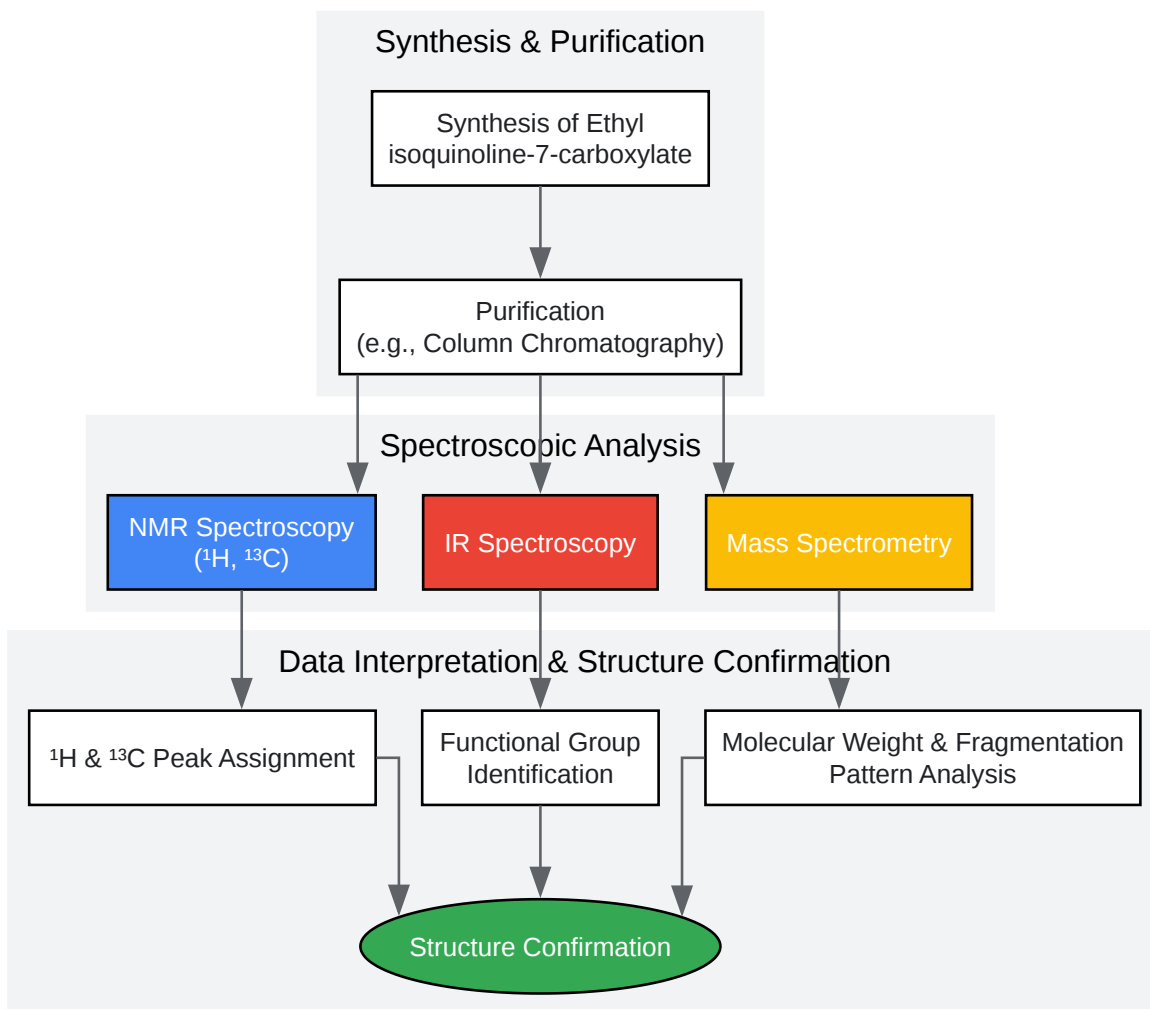 Synthesis & Purification
Synthesis of Ethyl
isoquinoline-7-carboxylate
Purification
(e.g., Column Chromatography)
Spectroscopic Analysis
NMR Spectroscopy
(¹H, ¹³C)
IR Spectroscopy
Mass Spectrometry
Data Interpretation & Structure Confirmation
¹H & ¹³C Peak Assignment
Functional Group
Identification
Molecular Weight & Fragmentation
Pattern Analysis
Structure Confirmation